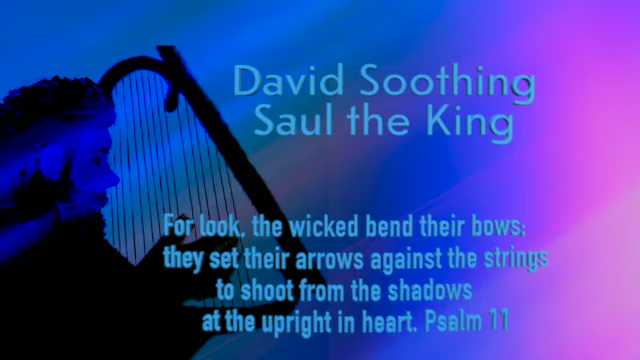 David Soothing
Saul the King
For look, the wicked bend their bows;
they set their arrows against the strings
to shoot from the shadows
at the upright in heart. Psalm 11